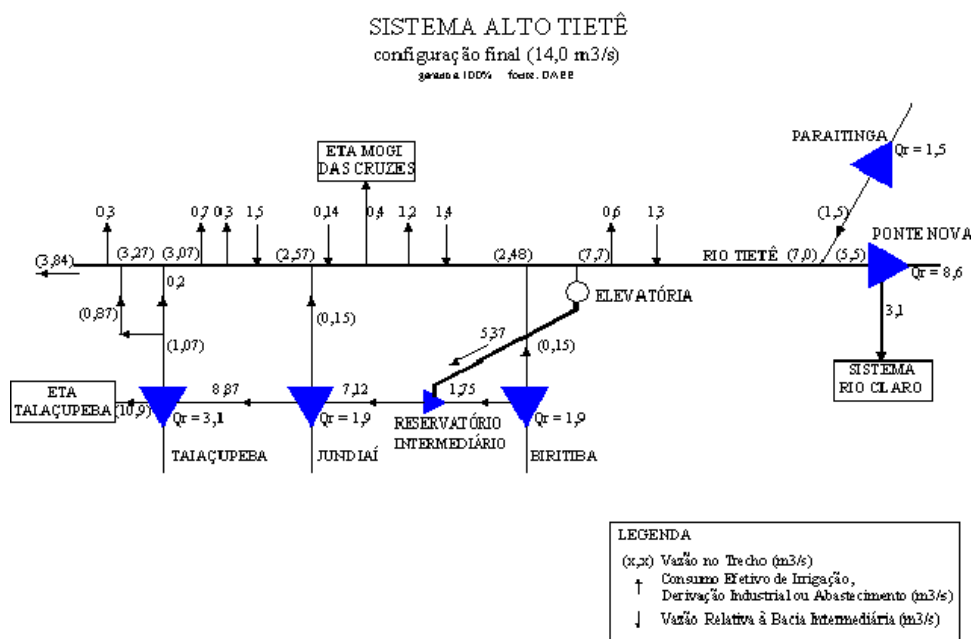 SISTEMA ALTO TIETÊ
configuração final (14,0 m3/s)
garantia 100% fonte: DAEE
PARAITINGA
Qr = 1,5
ETA MOGI
DAS CRUZES
0,3
0,7
0,3
1,5
0,14
0,4
1,2
1,4
0,6
1,3
(1,5)
PONTE NOVA
(3,84)
(3,27)
(3,07)
(2,57)
(2,48)
(7,7)
RIO TIETÊ
(7,0)
(5,5)
Qr = 8,6
0,2
ELEVATÓRIA
3,1
(0,87)
(0,15)
5,37
(0,15)
(1,07)
SISTEMA
RIO CLARO
ETA
TAIAÇUPEBA
(10,9)
8,87
7,12
1,75
Qr = 3,1
Qr = 1,9
RESERVATÓRIO
INTERMEDIÁRIO
Qr = 1,9
TAIAÇUPEBA
JUNDIAÍ
BIRITIBA
LEGENDA
(x,x) Vazão no Trecho (m3/s)
Consumo Efetivo de Irrigação,
Derivação Industrial ou Abastecimento (m3/s)
Vazão Relativa à Bacia Intermediária (m3/s)